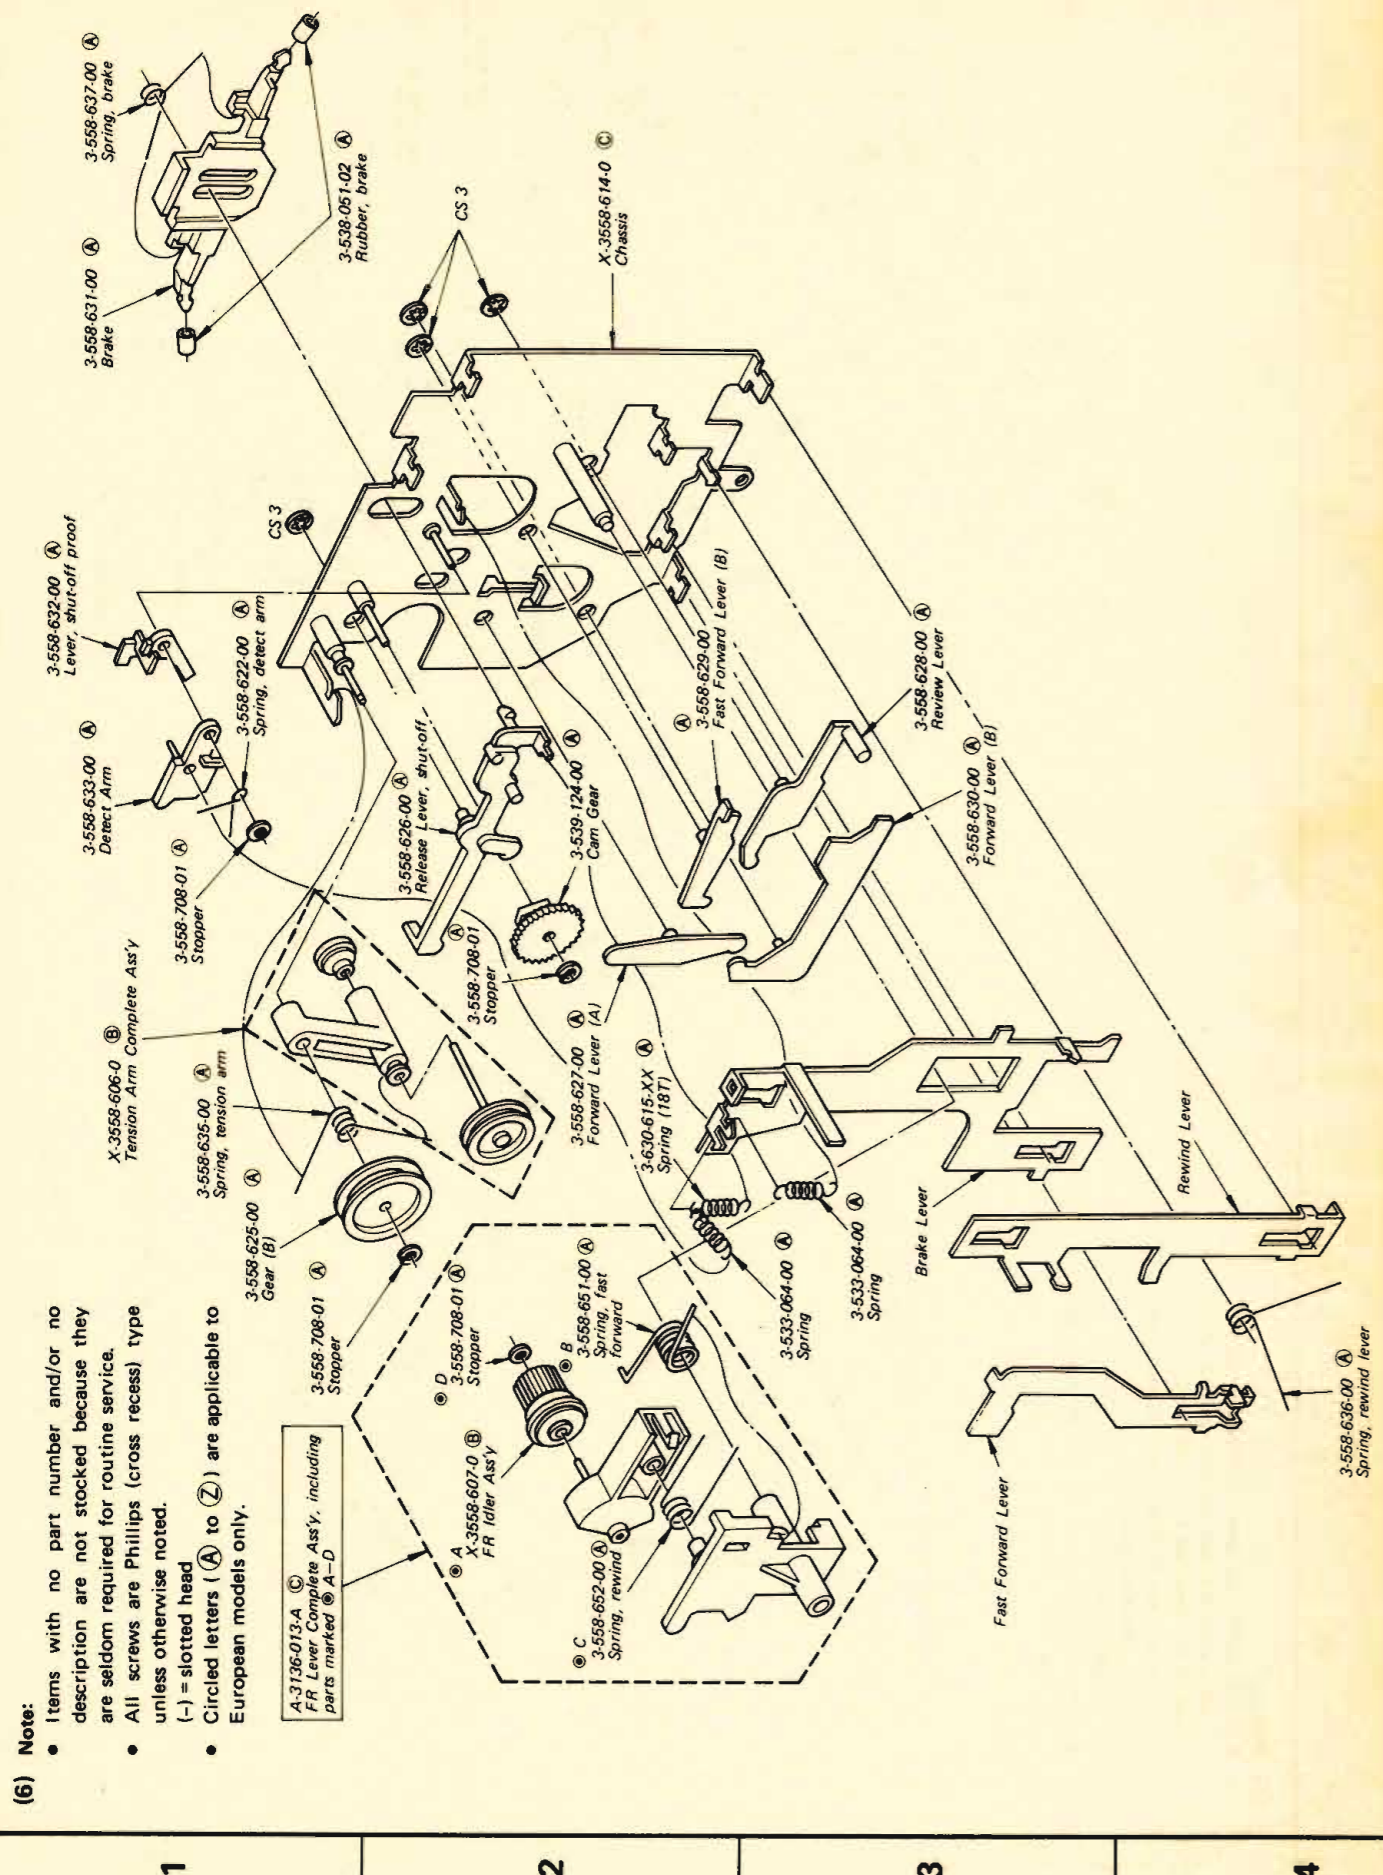 (6) Note:
• Items with no part number and/or no
description are not stocked because they
are seldom required for routine service.
• All screws are Phillips (cross recess) type
unless otherwise noted.
(-) = slotted head
• Circled letters (Ⓐ to Ⓩ) are applicable to
European models only.
A-3136-013-A Ⓒ
FR Lever Complete Ass'y, including
parts marked ◉ A-D
3-558-632-00 Ⓐ
Lever, shut-off proof
3-558-637-00 Ⓐ
Spring, brake
3-558-631-00 Ⓐ
Brake
3-558-633-00 Ⓐ
Detect Arm
3-558-622-00 Ⓐ
Spring, detect arm
3-558-708-01 Ⓐ
Stopper
X-3558-606-0 Ⓑ
Tension Arm Complete Ass'y
3-558-635-00 Ⓐ
Spring, tension arm
3-558-625-00 Ⓐ
Gear (B)
3-558-708-01 Ⓐ
Stopper
CS 3
3-538-051-02 Ⓐ
Rubber, brake
CS 3
X-3558-614-0 Ⓒ
Chassis
3-558-626-00 Ⓐ
Release Lever, shut-off
Ⓐ
3-558-708-01
Stopper
3-539-124-00 Ⓐ
Cam Gear
◉ D
3-558-708-01 Ⓐ
Stopper
◉ A
X-3558-607-0 Ⓑ
FR Idler Ass'y
◉ B
3-558-651-00 Ⓐ
Spring, fast
forward
◉ C
3-558-652-00 Ⓐ
Spring, rewind
3-558-627-00 Ⓐ
Forward Lever (A)
3-630-615-XX Ⓐ
Spring (18T)
Ⓐ
3-558-629-00
Fast Forward Lever (B)
3-533-064-00 Ⓐ
Spring
3-533-064-00 Ⓐ
Spring
3-558-628-00 Ⓐ
Review Lever
3-558-630-00 Ⓐ
Forward Lever (B)
Brake Lever
Rewind Lever
Fast Forward Lever
3-558-636-00 Ⓐ
Spring, rewind lever
1
2
3
4